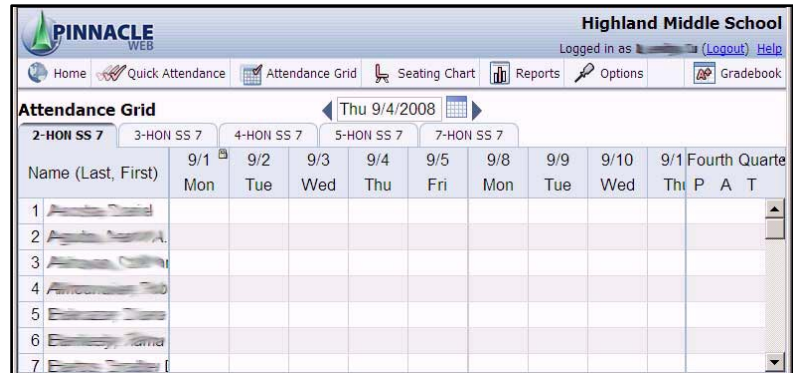 PINNACLE
WEB
Highland Middle School
Logged in as (Logout) Help
Home Quick Attendance Attendance Grid Seating Chart Reports Options Gradebook
Attendance Grid Thu 9/4/2008
2-HON SS 7 3-HON SS 7 4-HON SS 7 5-HON SS 7 7-HON SS 7
Name (Last, First) 9/1 9/2 9/3 9/4 9/5 9/8 9/9 9/10 9/1 Fourth Quarte
Mon Tue Wed Thu Fri Mon Tue Wed Thu P A T
1
2 A.
3
4
5
6
7